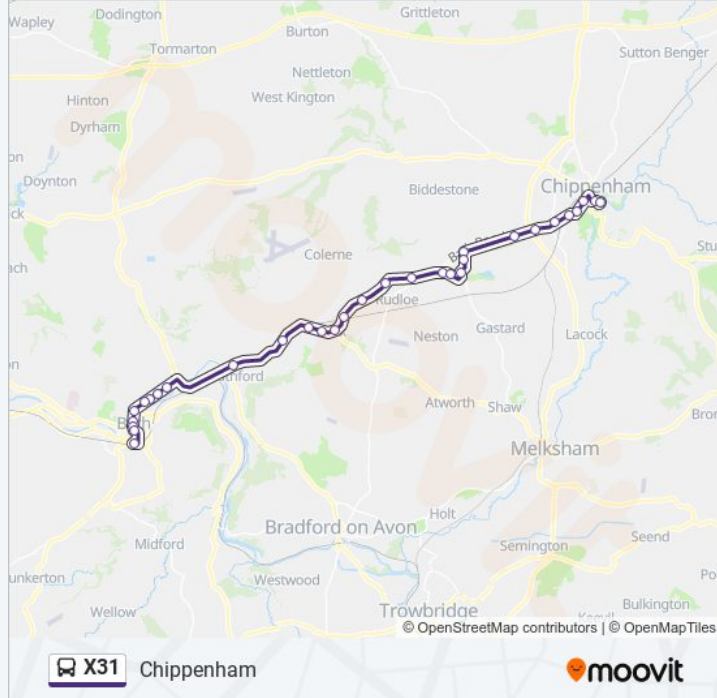 Dodington
Grittleton
Wapley
Burton
Tormarton
Sutton Benger
Nettleton
West Kington
Hinton
Dyrham
Doynton
Biddestone
Chippenham
Colerne
Rudloe
Neston
Gastard
Lacock
Atworth
Shaw
Melksham
Holt
Bradford on Avon
Midford
Semington
Seend
Westwood
Wellow
Trowbridge
Bulkington
© OpenStreetMap contributors | © OpenMapTiles
X31
Chippenham
moovit